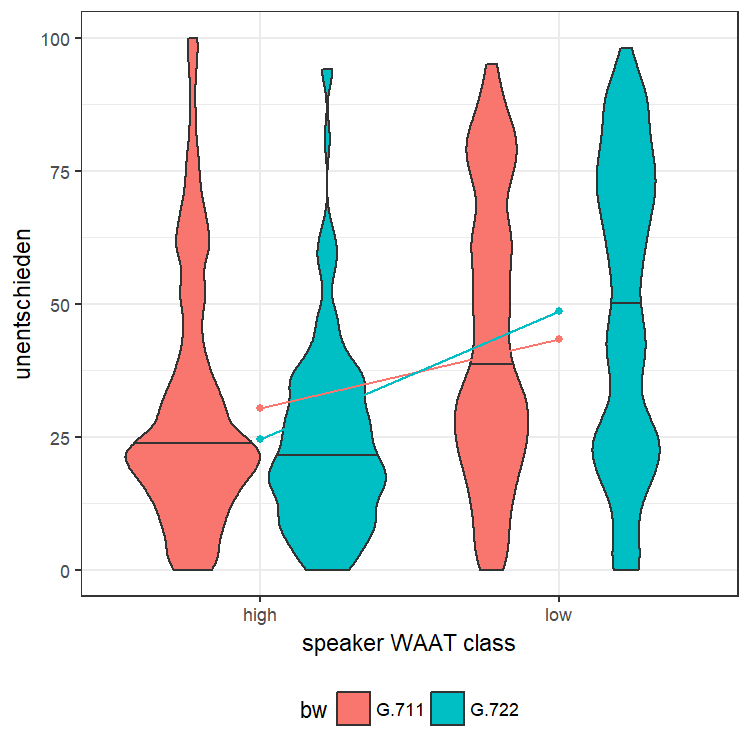 100
75
50
25
0
unentschieden
high low
speaker WAAT class
bw G.711 G.722